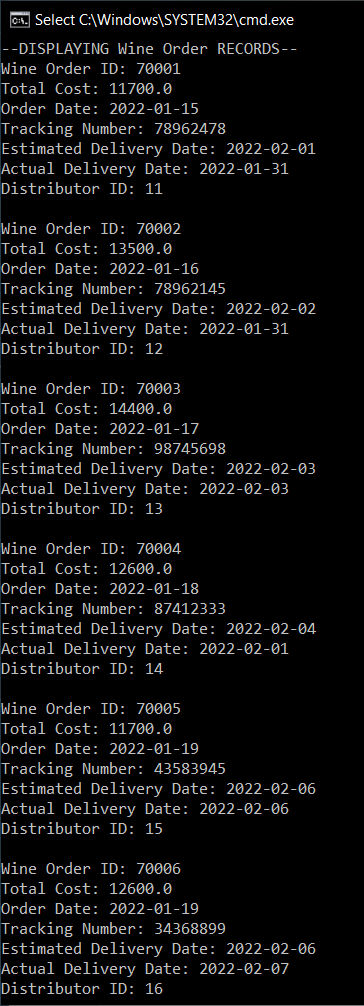 Select C:\Windows\SYSTEM32\cmd.exe
--DISPLAYING Wine Order RECORDS--
Wine Order ID: 70001
Total Cost: 11700.0
Order Date: 2022-01-15
Tracking Number: 78962478
Estimated Delivery Date: 2022-02-01
Actual Delivery Date: 2022-01-31
Distributor ID: 11

Wine Order ID: 70002
Total Cost: 13500.0
Order Date: 2022-01-16
Tracking Number: 78962145
Estimated Delivery Date: 2022-02-02
Actual Delivery Date: 2022-01-31
Distributor ID: 12

Wine Order ID: 70003
Total Cost: 14400.0
Order Date: 2022-01-17
Tracking Number: 98745698
Estimated Delivery Date: 2022-02-03
Actual Delivery Date: 2022-02-03
Distributor ID: 13

Wine Order ID: 70004
Total Cost: 12600.0
Order Date: 2022-01-18
Tracking Number: 87412333
Estimated Delivery Date: 2022-02-04
Actual Delivery Date: 2022-02-01
Distributor ID: 14

Wine Order ID: 70005
Total Cost: 11700.0
Order Date: 2022-01-19
Tracking Number: 43583945
Estimated Delivery Date: 2022-02-06
Actual Delivery Date: 2022-02-06
Distributor ID: 15

Wine Order ID: 70006
Total Cost: 12600.0
Order Date: 2022-01-19
Tracking Number: 34368899
Estimated Delivery Date: 2022-02-06
Actual Delivery Date: 2022-02-07
Distributor ID: 16